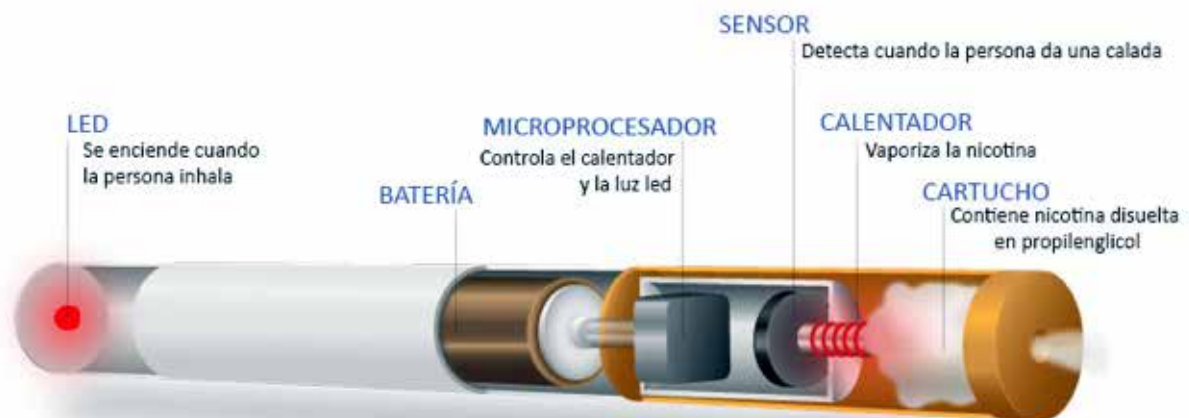 SENSOR
Detecta cuando la persona da una calada
LED
Se enciende cuando
la persona inhala
MICROPROCESADOR
Controla el calentador
y la luz led
CALENTADOR
Vaporiza la nicotina
BATERÍA
CARTUCHO
Contiene nicotina disuelta
en propilenglicol